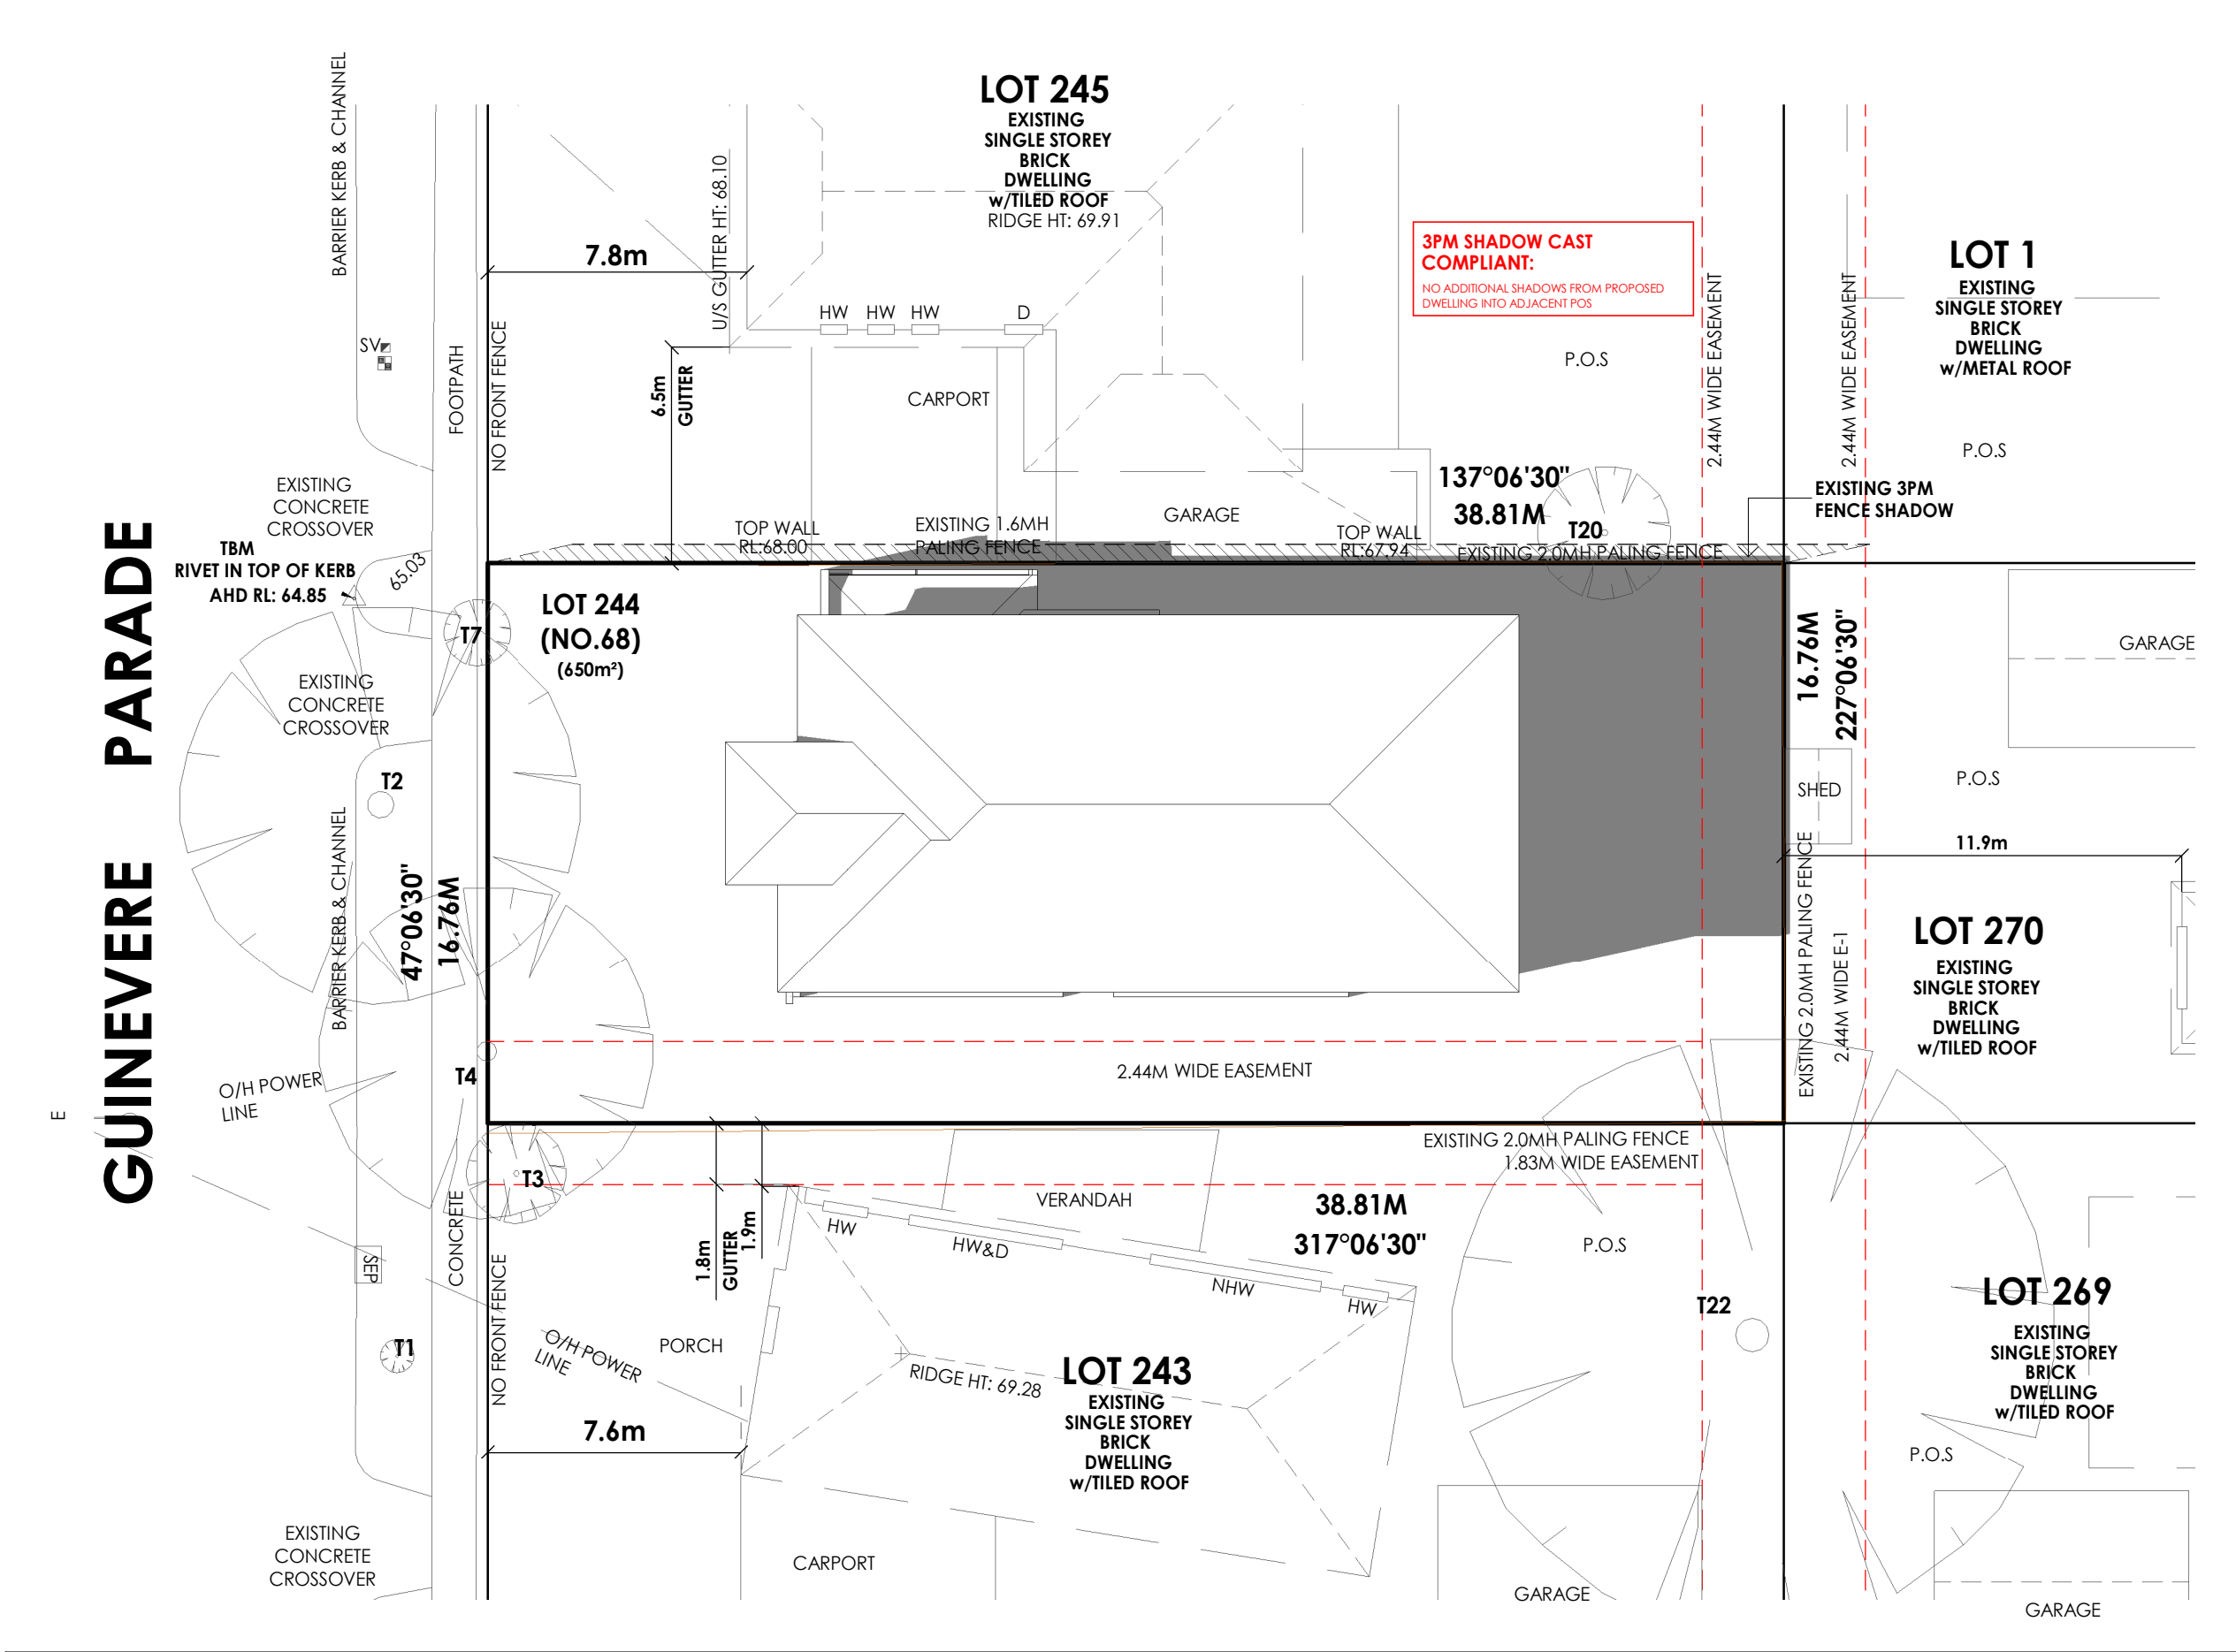 LOT 245
EXISTING
SINGLE STOREY
BRICK
DWELLING
w/TILED ROOF
RIDGE HT: 69.91
BARRIER KERB & CHANNEL
U/S GUTTER HT: 68.10
7.8m
3PM SHADOW CAST
COMPLIANT:
NO ADDITIONAL SHADOWS FROM PROPOSED
DWELLING INTO ADJACENT POS
2.44M WIDE EASEMENT
2.44M WIDE EASEMENT
LOT 1
EXISTING
SINGLE STOREY
BRICK
DWELLING
w/METAL ROOF
HW
HW
HW
D
SV
FOOTPATH
NO FRONT FENCE
6.5m
GUTTER
CARPORT
P.O.S
P.O.S
137°06'30"
38.81M
EXISTING 3PM
FENCE SHADOW
EXISTING
CONCRETE
CROSSOVER
TOP WALL
RL:68.00
EXISTING 1.6MH
PALING FENCE
GARAGE
TOP WALL
RL:67.94
T20
EXISTING 2.0MH PALING FENCE
TBM
RIVET IN TOP OF KERB
AHD RL: 64.85
65.03
GUINEVERE PARADE
LOT 244
(NO.68)
(650m²)
T7
EXISTING
CONCRETE
CROSSOVER
T2
16.76M
227°06'30"
GARAGE
SHED
P.O.S
11.9m
BARRIER KERB & CHANNEL
47°06'30"
16.76M
EXISTING 2.0MH PALING FENCE
2.44M WIDE E-1
LOT 270
EXISTING
SINGLE STOREY
BRICK
DWELLING
w/TILED ROOF
T4
2.44M WIDE EASEMENT
O/H POWER
LINE
E
EXISTING 2.0MH PALING FENCE
1.83M WIDE EASEMENT
T3
VERANDAH
38.81M
317°06'30"
CONCRETE
SEP
NO FRONT FENCE
1.8m
GUTTER
1.9m
HW
HW&D
NHW
HW
P.O.S
T22
LOT 269
EXISTING
SINGLE STOREY
BRICK
DWELLING
w/TILED ROOF
T1
O/H POWER
LINE
PORCH
RIDGE HT: 69.28
LOT 243
EXISTING
SINGLE STOREY
BRICK
DWELLING
w/TILED ROOF
7.6m
P.O.S
EXISTING
CONCRETE
CROSSOVER
CARPORT
GARAGE
GARAGE